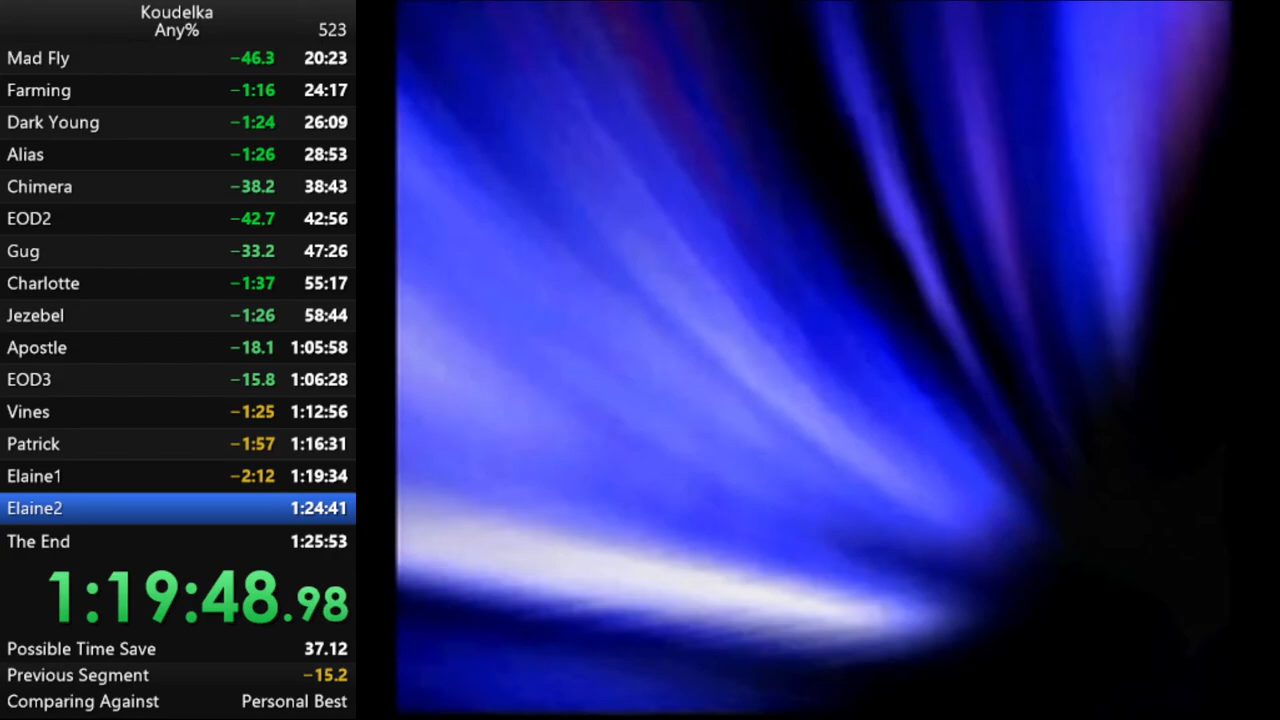 Koudelka
Any% 523
Mad Fly −46.3 20:23
Farming −1:16 24:17
Dark Young −1:24 26:09
Alias −1:26 28:53
Chimera −38.2 38:43
EOD2 −42.7 42:56
Gug −33.2 47:26
Charlotte −1:37 55:17
Jezebel −1:26 58:44
Apostle −18.1 1:05:58
EOD3 −15.8 1:06:28
Vines −1:25 1:12:56
Patrick −1:57 1:16:31
Elaine1 −2:12 1:19:34
Elaine2 1:24:41
The End 1:25:53
1:19:48.98
Possible Time Save 37.12
Previous Segment −15.2
Comparing Against Personal Best